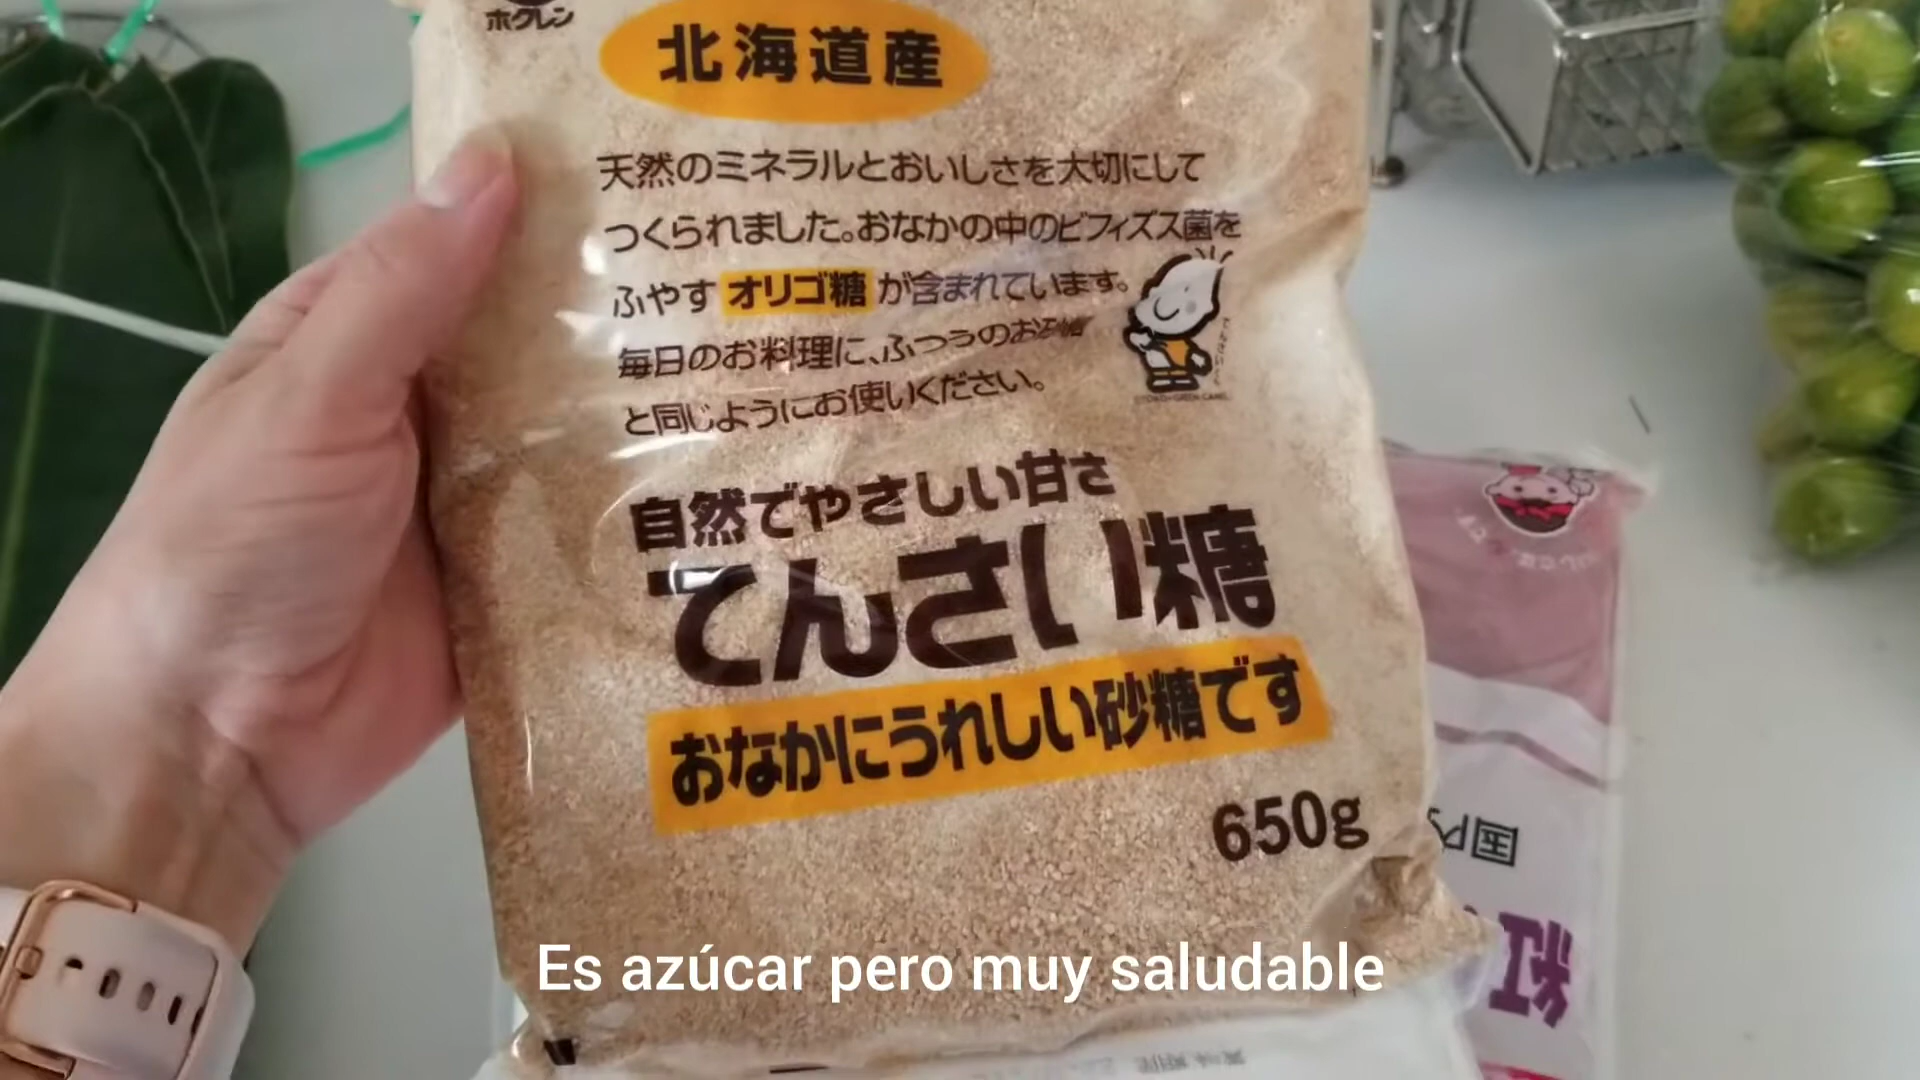 ホクレン
北海道産
天然のミネラルとおいしさを大切にして
つくられました。おなかの中のビフィズス菌を
ふやす オリゴ糖 が含まれています。
毎日のお料理に、ふつうのお砂糖
と同じようにお使いください。
自然でやさしい甘さ
てんさい糖
おなかにうれしい砂糖です
650g
国内
Es azúcar pero muy saludable